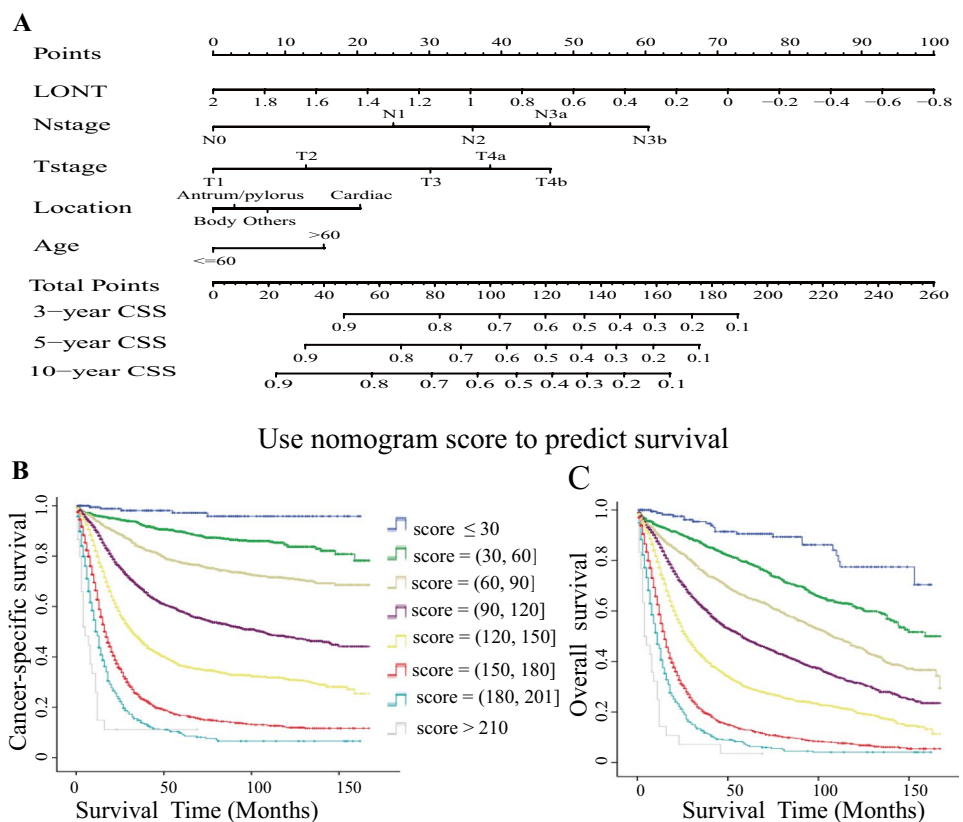 A
Points 0 10 20 30 40 50 60 70 80 90 100
LONT 2 1.8 1.6 1.4 1.2 1 0.8 0.6 0.4 0.2 0 −0.2 −0.4 −0.6 −0.8
N1 N3a
Nstage
N0 N2 N3b
T2 T4a
Tstage
T1 T3 T4b
Antrum/pylorus Cardiac
Location
Body Others
>60
Age
<=60
Total Points 0 20 40 60 80 100 120 140 160 180 200 220 240 260
3−year CSS 0.9 0.8 0.7 0.6 0.5 0.4 0.3 0.2 0.1
5−year CSS 0.9 0.8 0.7 0.6 0.5 0.4 0.3 0.2 0.1
10−year CSS 0.9 0.8 0.7 0.6 0.5 0.4 0.3 0.2 0.1
Use nomogram score to predict survival
B
Cancer-specific survival
1.0
0.8
0.6
0.4
0.2
0
0 50 100 150
Survival Time (Months)
score ≤ 30
score = (30, 60]
score = (60, 90]
score = (90, 120]
score = (120, 150]
score = (150, 180]
score = (180, 201]
score > 210
C
Overall survival
1.0
0.8
0.6
0.4
0.2
0
0 50 100 150
Survival Time (Months)